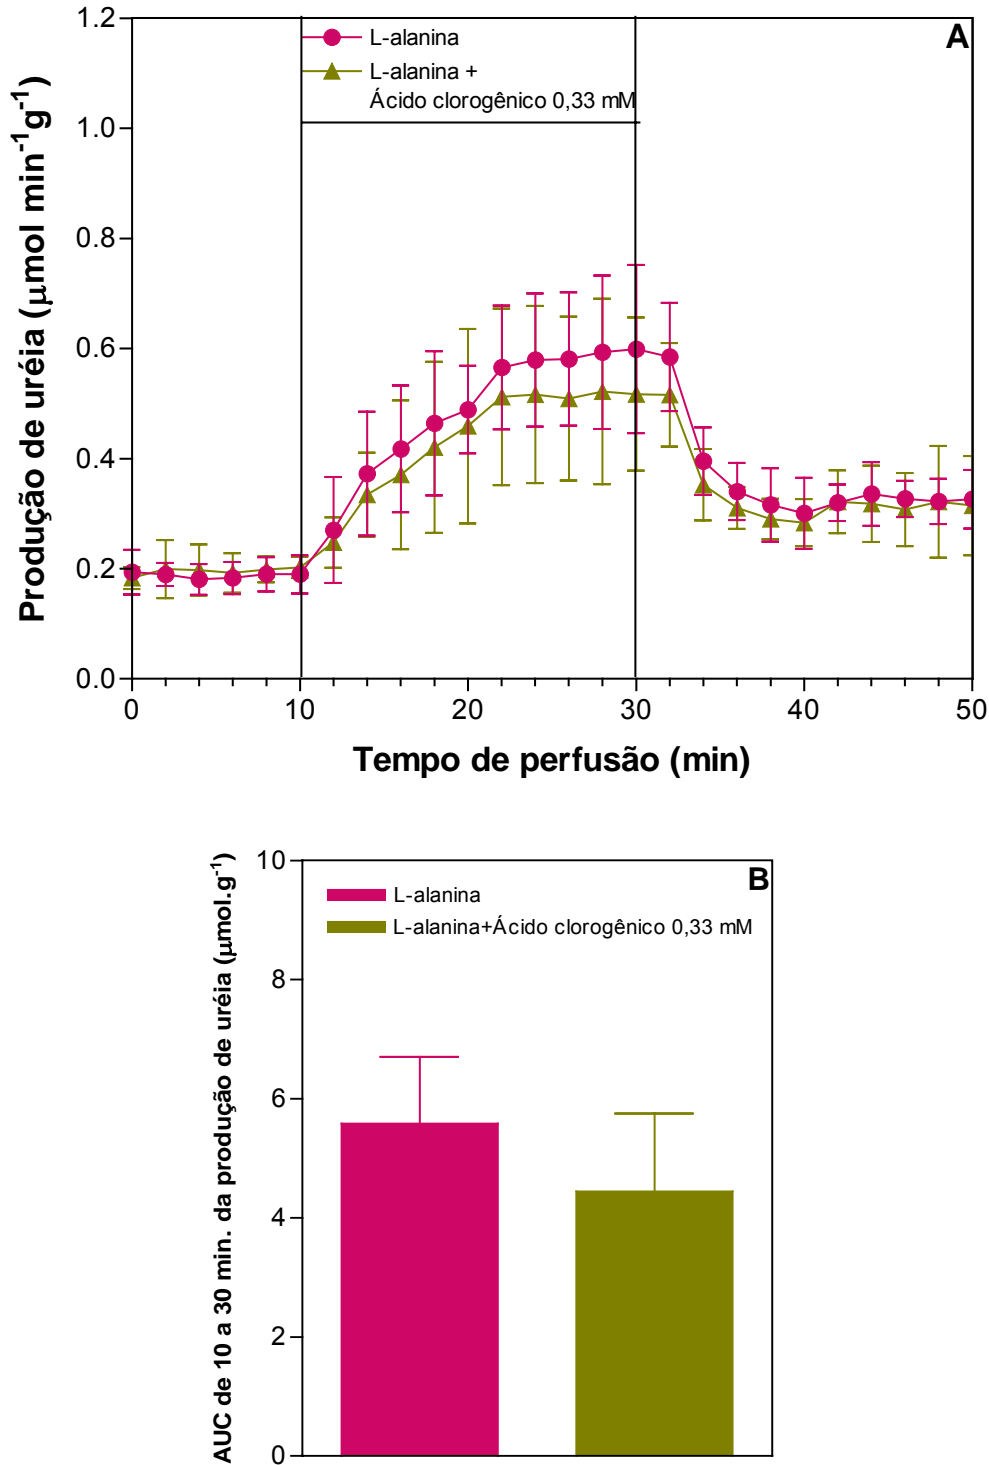 A
L-alanina
L-alanina +
Ácido clorogênico 0,33 mM
Produção de uréia (μmol min⁻¹g⁻¹)
1.2
1.0
0.8
0.6
0.4
0.2
0.0
0 10 20 30 40 50
Tempo de perfusão (min)
B
L-alanina
L-alanina+Ácido clorogênico 0,33 mM
AUC de 10 a 30 min. da produção de uréia (μmol.g⁻¹)
10
8
6
4
2
0